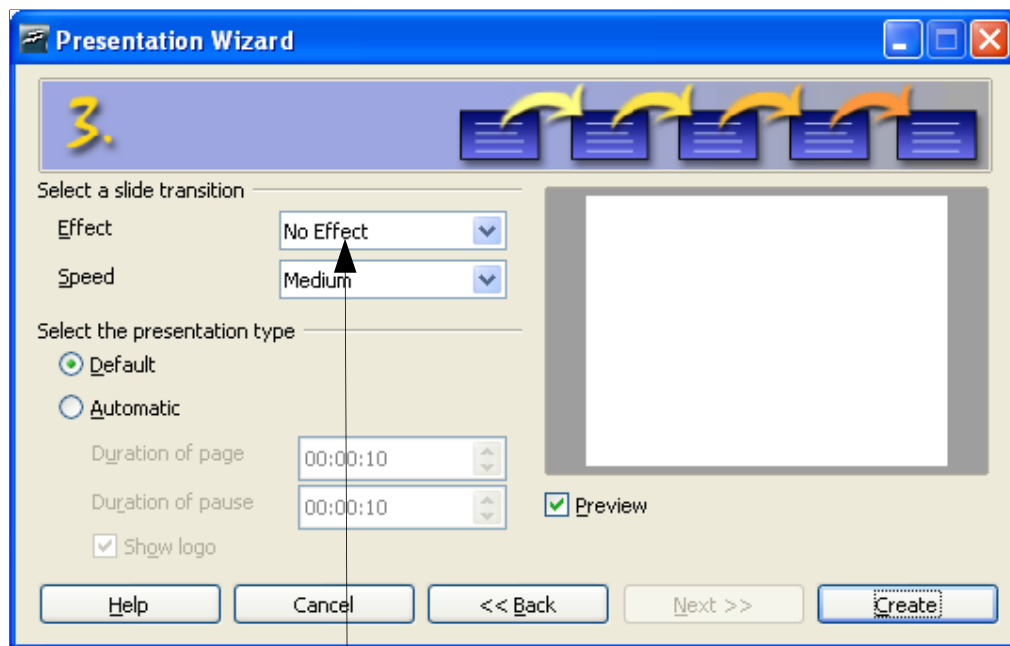 Presentation Wizard
3.
Select a slide transition
Effect No Effect
Speed Medium
Select the presentation type
Default
Automatic
Duration of page 00:00:10
Duration of pause 00:00:10
Show logo
Preview
Help Cancel << Back Next >> Create